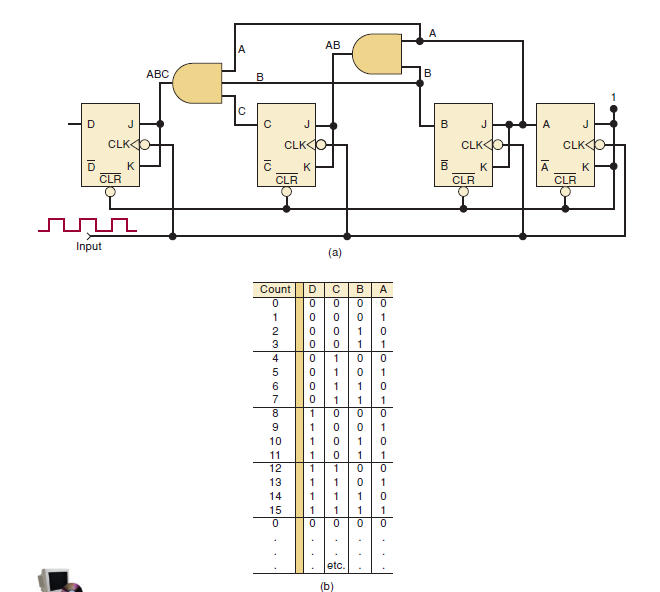 A
A
AB
ABC
B
B
C
1
D J
C J
B J
A J
CLK
CLK
CLK
CLK
D̅ K
C̅ K
B̅ K
A̅ K
C̅L̅R̅
C̅L̅R̅
C̅L̅R̅
C̅L̅R̅
Input
(a)
Count D C B A
0 0 0 0 0
1 0 0 0 1
2 0 0 1 0
3 0 0 1 1
4 0 1 0 0
5 0 1 0 1
6 0 1 1 0
7 0 1 1 1
8 1 0 0 0
9 1 0 0 1
10 1 0 1 0
11 1 0 1 1
12 1 1 0 0
13 1 1 0 1
14 1 1 1 0
15 1 1 1 1
0 0 0 0 0
. . . . .
. . . . .
. . etc. . .
(b)